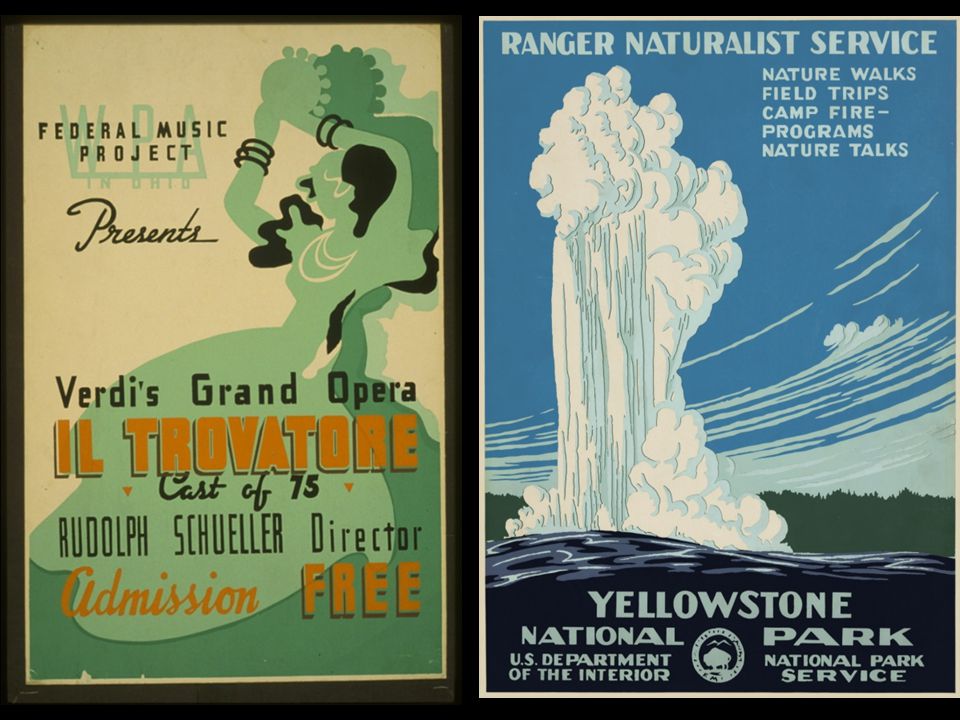 WPA
FEDERAL MUSIC
PROJECT
IN OHIO
Presents
Verdi's Grand Opera
IL TROVATORE
Cast of 75
RUDOLPH SCHUELLER Director
Admission FREE
RANGER NATURALIST SERVICE
NATURE WALKS
FIELD TRIPS
CAMP FIRE-
PROGRAMS
NATURE TALKS
YELLOWSTONE
NATIONAL PARK
U.S. DEPARTMENT
OF THE INTERIOR
NATIONAL PARK
SERVICE